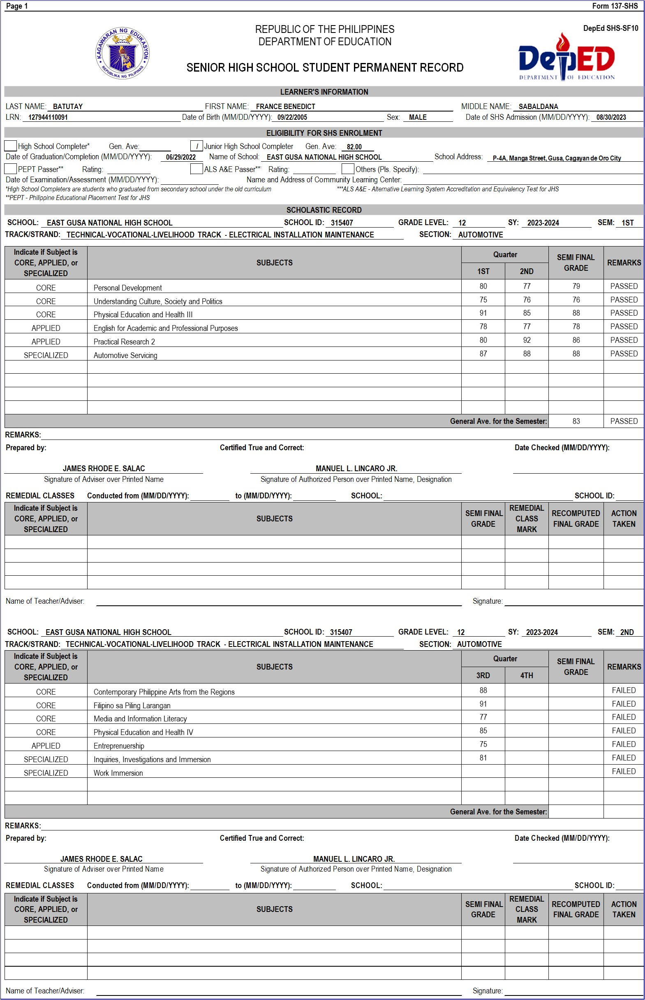 Page 1 Form 137-SHS
REPUBLIC OF THE PHILIPPINES DepEd SHS-SF10
DEPARTMENT OF EDUCATION
KAGAWARAN NG EDUKASYON
REPUBLIKA NG PILIPINAS
SENIOR HIGH SCHOOL STUDENT PERMANENT RECORD
DepED
DEPARTMENT OF EDUCATION
LEARNER'S INFORMATION
LAST NAME: BATUTAY FIRST NAME: FRANCE BENEDICT MIDDLE NAME: SABALDANA
LRN: 127944110091 Date of Birth (MM/DD/YYYY): 09/22/2005 Sex: MALE Date of SHS Admission (MM/DD/YYYY): 08/30/2023
ELIGIBILITY FOR SHS ENROLMENT
High School Completer* Gen. Ave: / Junior High School Completer Gen. Ave: 82.00
Date of Graduation/Completion (MM/DD/YYYY): 06/29/2022 Name of School: EAST GUSA NATIONAL HIGH SCHOOL School Address: P-4A, Manga Street, Gusa, Cagayan de Oro City
PEPT Passer** Rating: ALS A&E Passer** Rating: Others (Pls. Specify):
Date of Examination/Assessment (MM/DD/YYYY): Name and Address of Community Learning Center:
*High School Completers are students who graduated from secondary school under the old curriculum ***ALS A&E - Alternative Learning System Accreditation and Equivalency Test for JHS
**PEPT - Philippine Educational Placement Test for JHS
SCHOLASTIC RECORD
SCHOOL: EAST GUSA NATIONAL HIGH SCHOOL SCHOOL ID: 315407 GRADE LEVEL: 12 SY: 2023-2024 SEM: 1ST
TRACK/STRAND: TECHNICAL-VOCATIONAL-LIVELIHOOD TRACK - ELECTRICAL INSTALLATION MAINTENANCE SECTION: AUTOMOTIVE
Indicate if Subject is CORE, APPLIED, or SPECIALIZED SUBJECTS Quarter 1ST 2ND SEMI FINAL GRADE REMARKS
CORE Personal Development 80 77 79 PASSED
CORE Understanding Culture, Society and Politics 75 76 76 PASSED
CORE Physical Education and Health III 91 85 88 PASSED
APPLIED English for Academic and Professional Purposes 78 77 78 PASSED
APPLIED Practical Research 2 80 92 86 PASSED
SPECIALIZED Automotive Servicing 87 88 88 PASSED
General Ave. for the Semester: 83 PASSED
REMARKS:
Prepared by: Certified True and Correct: Date Checked (MM/DD/YYYY):
JAMES RHODE E. SALAC MANUEL L. LINCARO JR.
Signature of Adviser over Printed Name Signature of Authorized Person over Printed Name, Designation
REMEDIAL CLASSES Conducted from (MM/DD/YYYY): to (MM/DD/YYYY): SCHOOL: SCHOOL ID:
Indicate if Subject is CORE, APPLIED, or SPECIALIZED SUBJECTS SEMI FINAL GRADE REMEDIAL CLASS MARK RECOMPUTED FINAL GRADE ACTION TAKEN
Name of Teacher/Adviser: Signature:
SCHOOL: EAST GUSA NATIONAL HIGH SCHOOL SCHOOL ID: 315407 GRADE LEVEL: 12 SY: 2023-2024 SEM: 2ND
TRACK/STRAND: TECHNICAL-VOCATIONAL-LIVELIHOOD TRACK - ELECTRICAL INSTALLATION MAINTENANCE SECTION: AUTOMOTIVE
Indicate if Subject is CORE, APPLIED, or SPECIALIZED SUBJECTS Quarter 3RD 4TH SEMI FINAL GRADE REMARKS
CORE Contemporary Philippine Arts from the Regions 88 FAILED
CORE Filipino sa Piling Larangan 91 FAILED
CORE Media and Information Literacy 77 FAILED
CORE Physical Education and Health IV 85 FAILED
APPLIED Entreprenuership 75 FAILED
SPECIALIZED Inquiries, Investigations and Immersion 81 FAILED
SPECIALIZED Work Immersion FAILED
General Ave. for the Semester:
REMARKS:
Prepared by: Certified True and Correct: Date Checked (MM/DD/YYYY):
JAMES RHODE E. SALAC MANUEL L. LINCARO JR.
Signature of Adviser over Printed Name Signature of Authorized Person over Printed Name, Designation
REMEDIAL CLASSES Conducted from (MM/DD/YYYY): to (MM/DD/YYYY): SCHOOL: SCHOOL ID:
Indicate if Subject is CORE, APPLIED, or SPECIALIZED SUBJECTS SEMI FINAL GRADE REMEDIAL CLASS MARK RECOMPUTED FINAL GRADE ACTION TAKEN
Name of Teacher/Adviser: Signature: